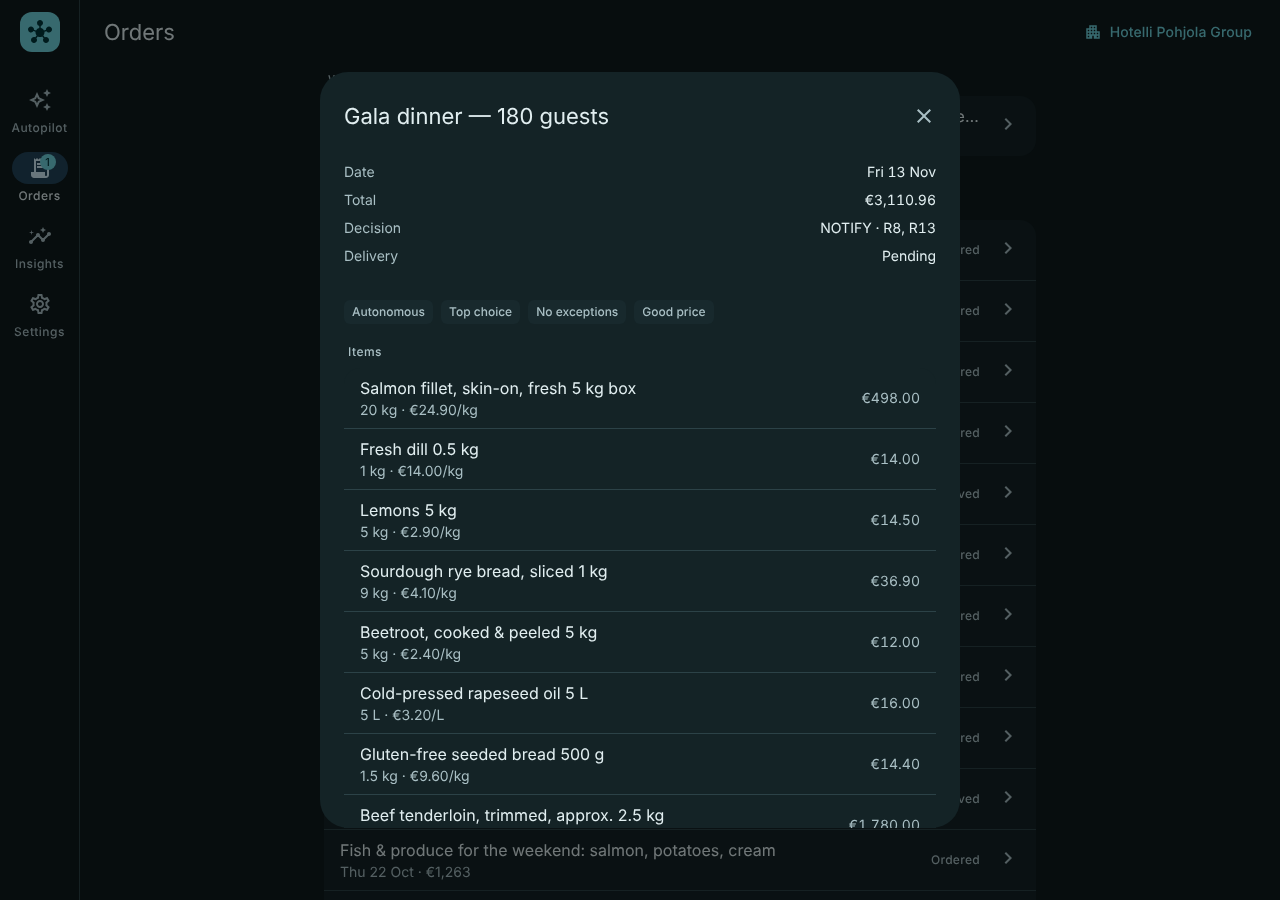 Orders
Hotelli Pohjola Group
Autopilot
1
Orders
Insights
Settings
Gala dinner — 180 guests
Date Fri 13 Nov
Total €3,110.96
Decision NOTIFY · R8, R13
Delivery Pending
Autonomous Top choice No exceptions Good price
Items
Salmon fillet, skin-on, fresh 5 kg box
20 kg · €24.90/kg
€498.00
Fresh dill 0.5 kg
1 kg · €14.00/kg
€14.00
Lemons 5 kg
5 kg · €2.90/kg
€14.50
Sourdough rye bread, sliced 1 kg
9 kg · €4.10/kg
€36.90
Beetroot, cooked & peeled 5 kg
5 kg · €2.40/kg
€12.00
Cold-pressed rapeseed oil 5 L
5 L · €3.20/L
€16.00
Gluten-free seeded bread 500 g
1.5 kg · €9.60/kg
€14.40
Beef tenderloin, trimmed, approx. 2.5 kg
€1,780.00
Fish & produce for the weekend: salmon, potatoes, cream
Thu 22 Oct · €1,263
Ordered